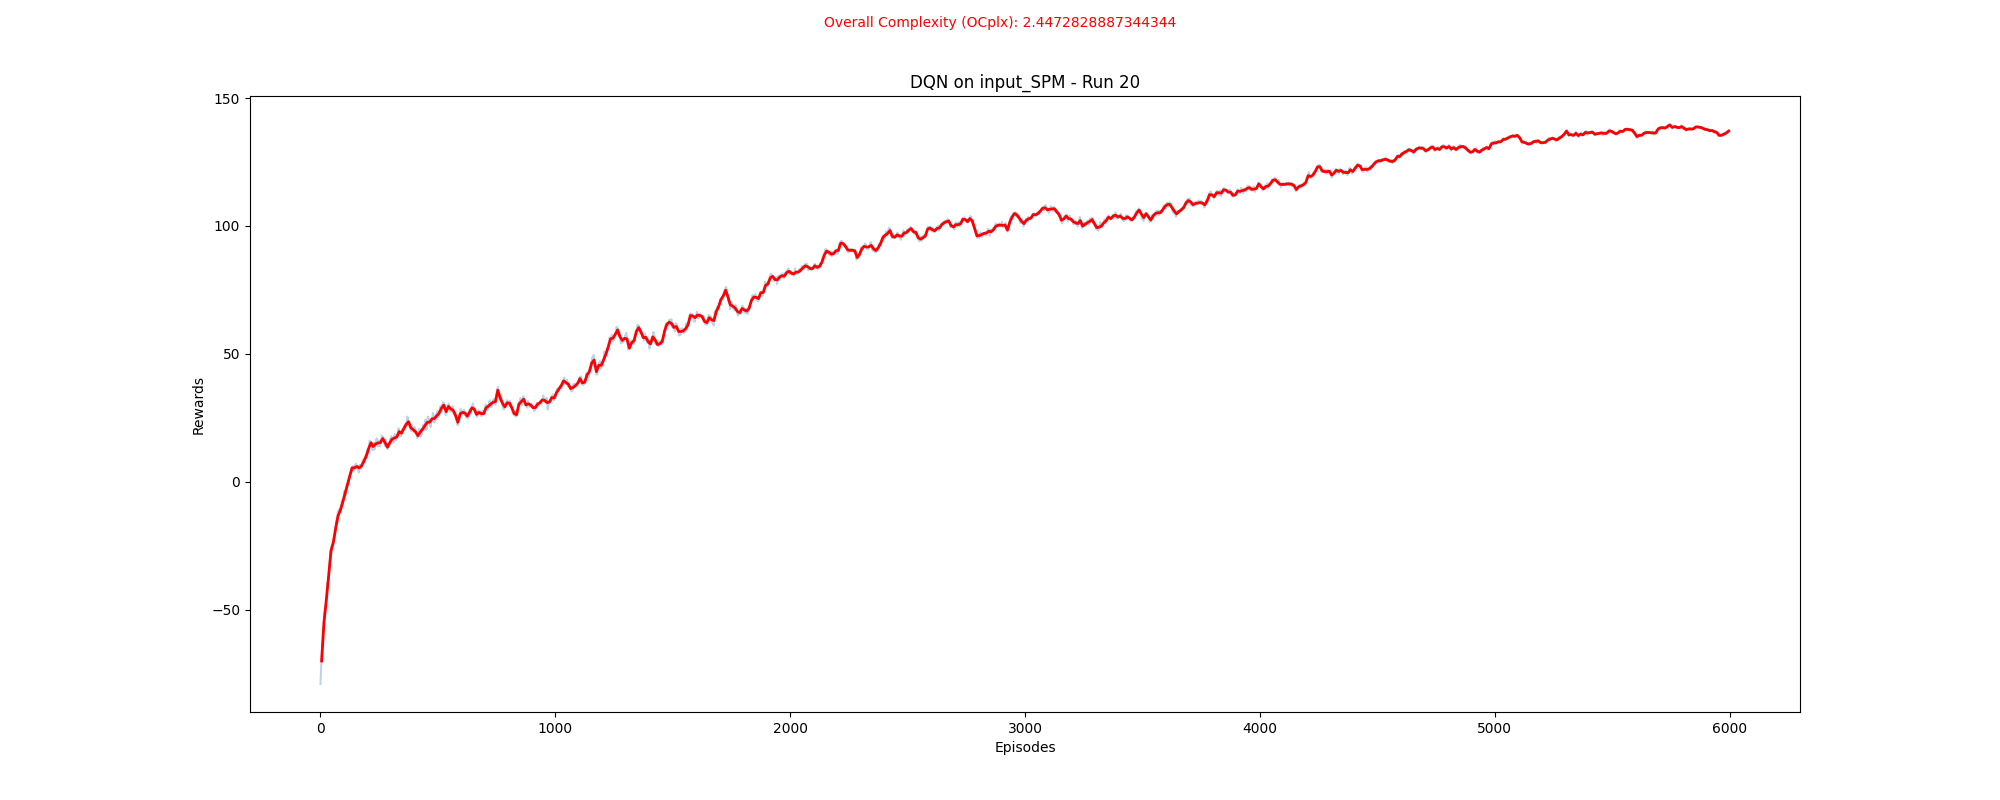 Overall Complexity (OCplx): 2.4472828887344344
DQN on input_SPM - Run 20
150
100
50
0
−50
Rewards
0 1000 2000 3000 4000 5000 6000
Episodes